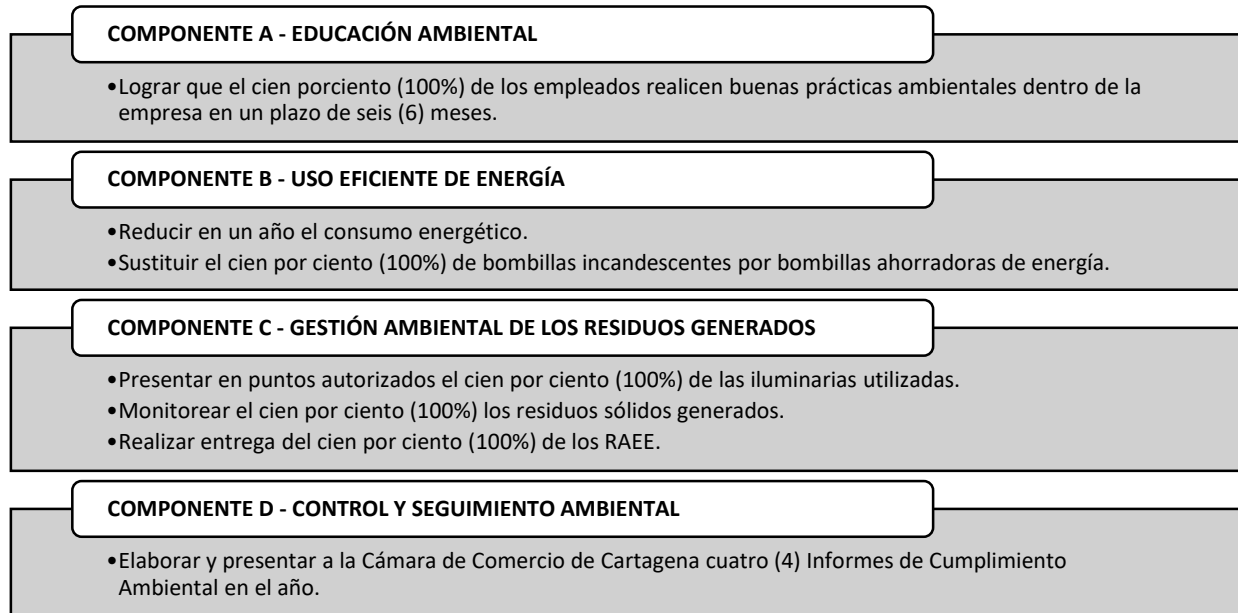 COMPONENTE A - EDUCACIÓN AMBIENTAL
•Lograr que el cien porciento (100%) de los empleados realicen buenas prácticas ambientales dentro de la
empresa en un plazo de seis (6) meses.
COMPONENTE B - USO EFICIENTE DE ENERGÍA
•Reducir en un año el consumo energético.
•Sustituir el cien por ciento (100%) de bombillas incandescentes por bombillas ahorradoras de energía.
COMPONENTE C - GESTIÓN AMBIENTAL DE LOS RESIDUOS GENERADOS
•Presentar en puntos autorizados el cien por ciento (100%) de las iluminarias utilizadas.
•Monitorear el cien por ciento (100%) los residuos sólidos generados.
•Realizar entrega del cien por ciento (100%) de los RAEE.
COMPONENTE D - CONTROL Y SEGUIMIENTO AMBIENTAL
•Elaborar y presentar a la Cámara de Comercio de Cartagena cuatro (4) Informes de Cumplimiento
Ambiental en el año.